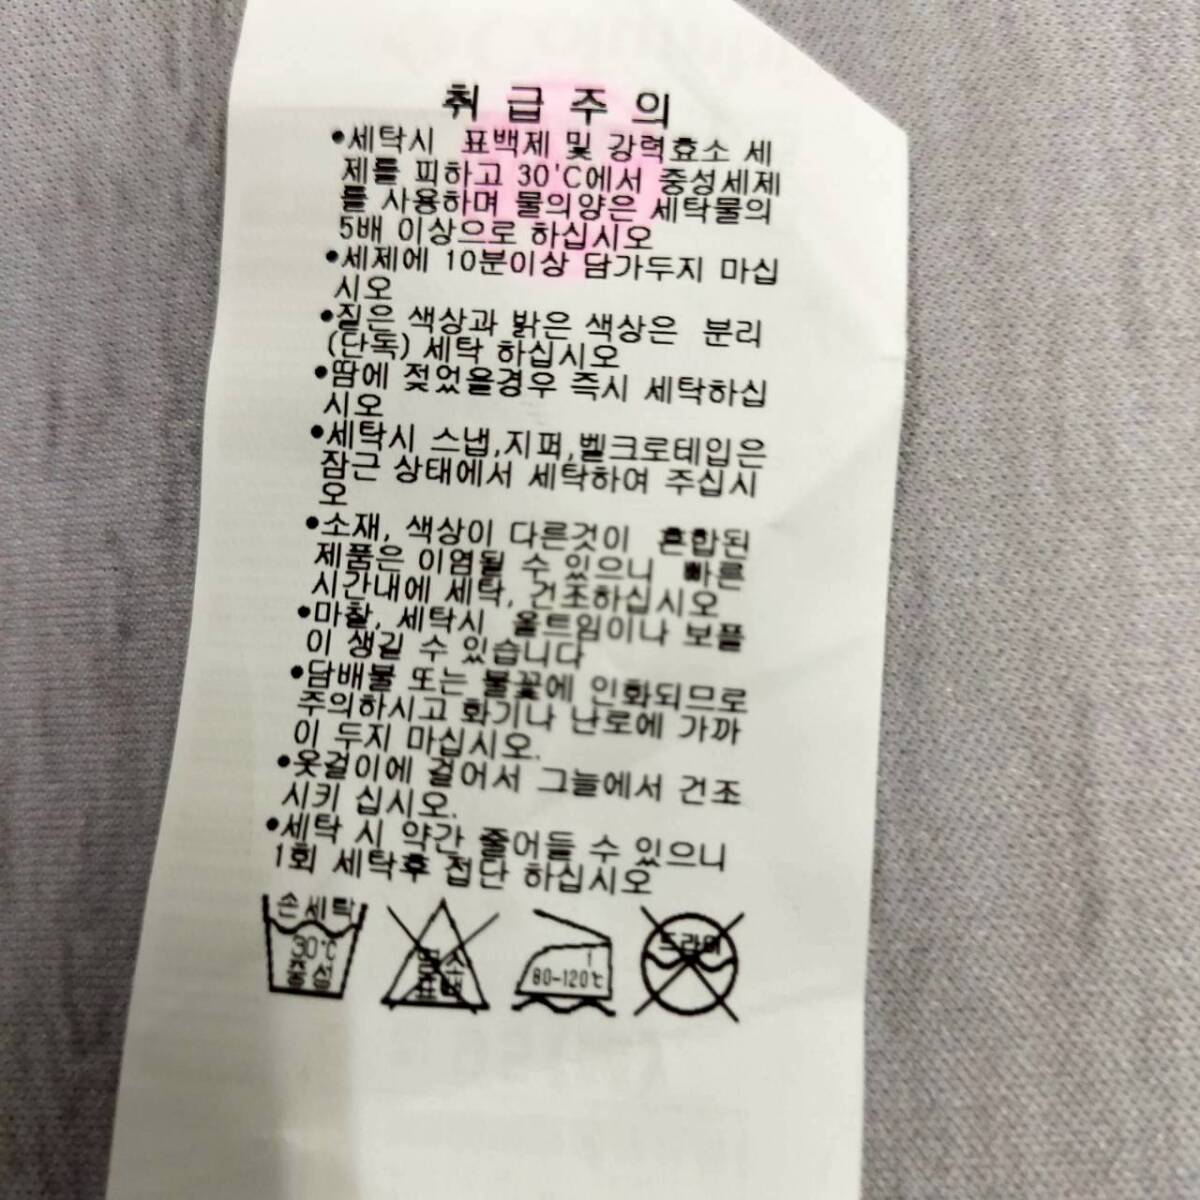 취급주의
•세탁시 표백제 및 강력효소 세
제를 피하고 30'C에서 중성세제
를 사용하며 물의양은 세탁물의
5배 이상으로 하십시오
•세제에 10분이상 담가두지 마십
시오
•짙은 색상과 밝은 색상은 분리
(단독) 세탁 하십시오
•땀에 젖었을경우 즉시 세탁하십
시오
•세탁시 스냅,지퍼,벨크로테입은
잠근 상태에서 세탁하여 주십시
오
•소재, 색상이 다른것이 혼합된
제품은 이염될 수 있으니 빠른
시간내에 세탁, 건조하십시오
•마찰, 세탁시 올트임이나 보플
이 생길 수 있습니다
•담배불 또는 불꽃에 인화되므로
주의하시고 화기나 난로에 가까
이 두지 마십시오.
•옷걸이에 걸어서 그늘에서 건조
시키 십시오.
•세탁 시 약간 줄어들 수 있으니
1회 세탁후 접단 하십시오
손세탁 30°C 중성
염소 표백
1 80-120℃
드라이